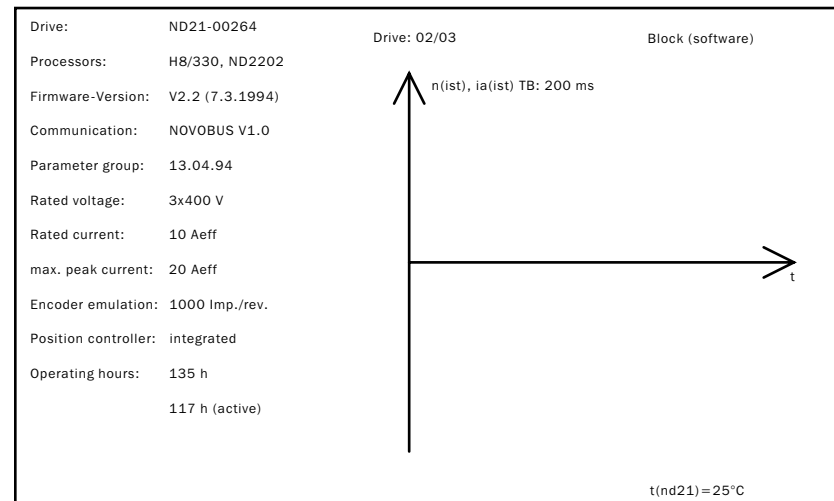 Drive: ND21-00264
Processors: H8/330, ND2202
Firmware-Version: V2.2 (7.3.1994)
Communication: NOVOBUS V1.0
Parameter group: 13.04.94
Rated voltage: 3x400 V
Rated current: 10 Aeff
max. peak current: 20 Aeff
Encoder emulation: 1000 Imp./rev.
Position controller: integrated
Operating hours: 135 h
117 h (active)
Drive: 02/03 Block (software)
n(ist), ia(ist) TB: 200 ms
t
t(nd21)=25°C